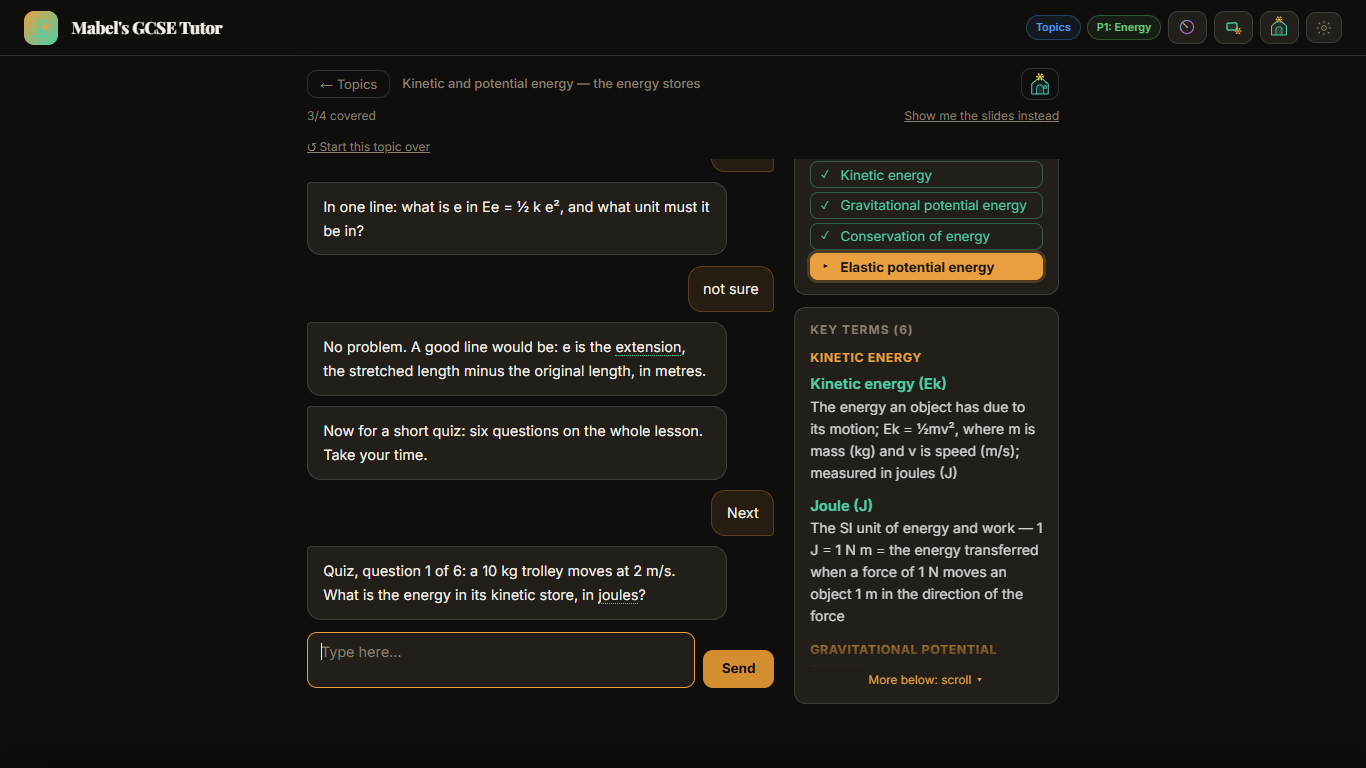 Mabel's GCSE Tutor
Topics
P1: Energy
← Topics
Kinetic and potential energy — the energy stores
3/4 covered
Show me the slides instead
↺ Start this topic over
In one line: what is e in Ee = ½ k e², and what unit must it
be in?
not sure
No problem. A good line would be: e is the extension,
the stretched length minus the original length, in metres.
Now for a short quiz: six questions on the whole lesson.
Take your time.
Next
Quiz, question 1 of 6: a 10 kg trolley moves at 2 m/s.
What is the energy in its kinetic store, in joules?
Type here...
Send
✓ Kinetic energy
✓ Gravitational potential energy
✓ Conservation of energy
‣ Elastic potential energy
KEY TERMS (6)
KINETIC ENERGY
Kinetic energy (Ek)
The energy an object has due to
its motion; Ek = ½mv², where m is
mass (kg) and v is speed (m/s);
measured in joules (J)
Joule (J)
The SI unit of energy and work — 1
J = 1 N m = the energy transferred
when a force of 1 N moves an
object 1 m in the direction of the
force
GRAVITATIONAL POTENTIAL
More below: scroll ▾